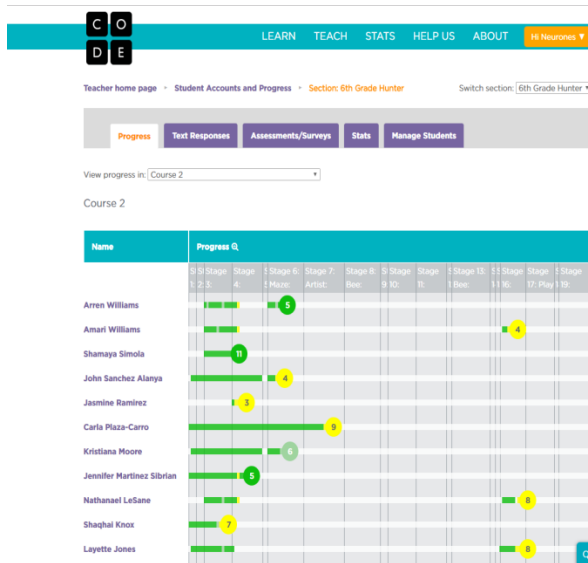 C O
D E
LEARN TEACH STATS HELP US ABOUT Hi Neurones ▼
Teacher home page Student Accounts and Progress Section: 6th Grade Hunter Switch section: 6th Grade Hunter
Progress Text Responses Assessments/Surveys Stats Manage Students
View progress in: Course 2
Course 2
Name Progress
Stage Stage Stage 6: Stage 7: Stage 8: Stage Stage Stage 13: Stage Stage Stage
1: 2: 3: 4: Maze: Artist: Bee: 9 10: 11: Bee: 16: 17: Play 19:
Arren Williams 5
Amari Williams 4
Shamaya Simola 11
John Sanchez Alanya 4
Jasmine Ramirez 3
Carla Plaza-Carro 9
Kristiana Moore 6
Jennifer Martinez Sibrian 5
Nathanael LeSane 8
Shaqhai Knox 7
Layette Jones 8